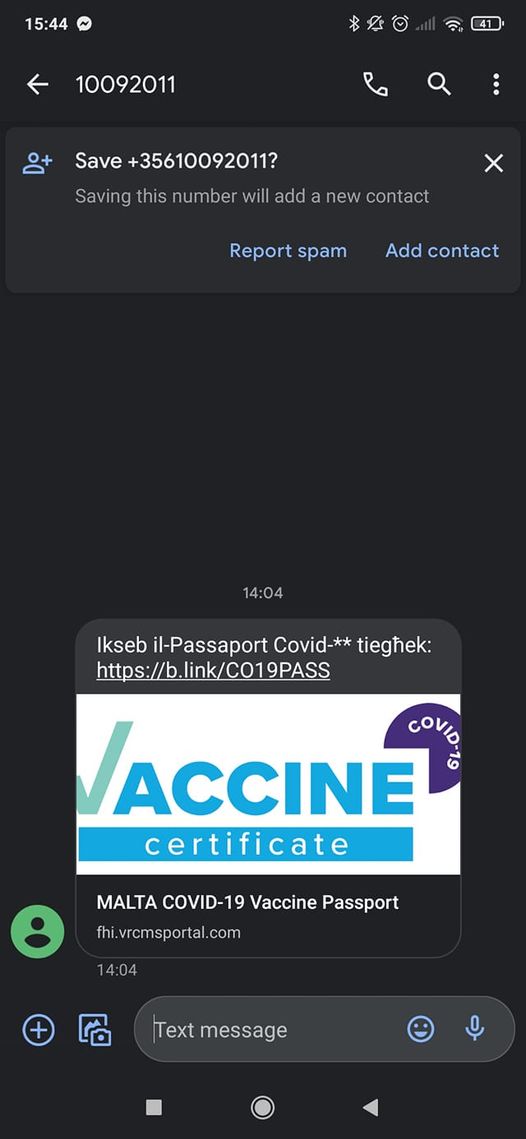 15:44
41
10092011
Save +35610092011?
Saving this number will add a new contact
Report spam
Add contact
14:04
Ikseb il-Passaport Covid-** tiegħek:
https://b.link/CO19PASS
COVID-19
VACCINE
certificate
MALTA COVID-19 Vaccine Passport
fhi.vrcmsportal.com
14:04
Text message